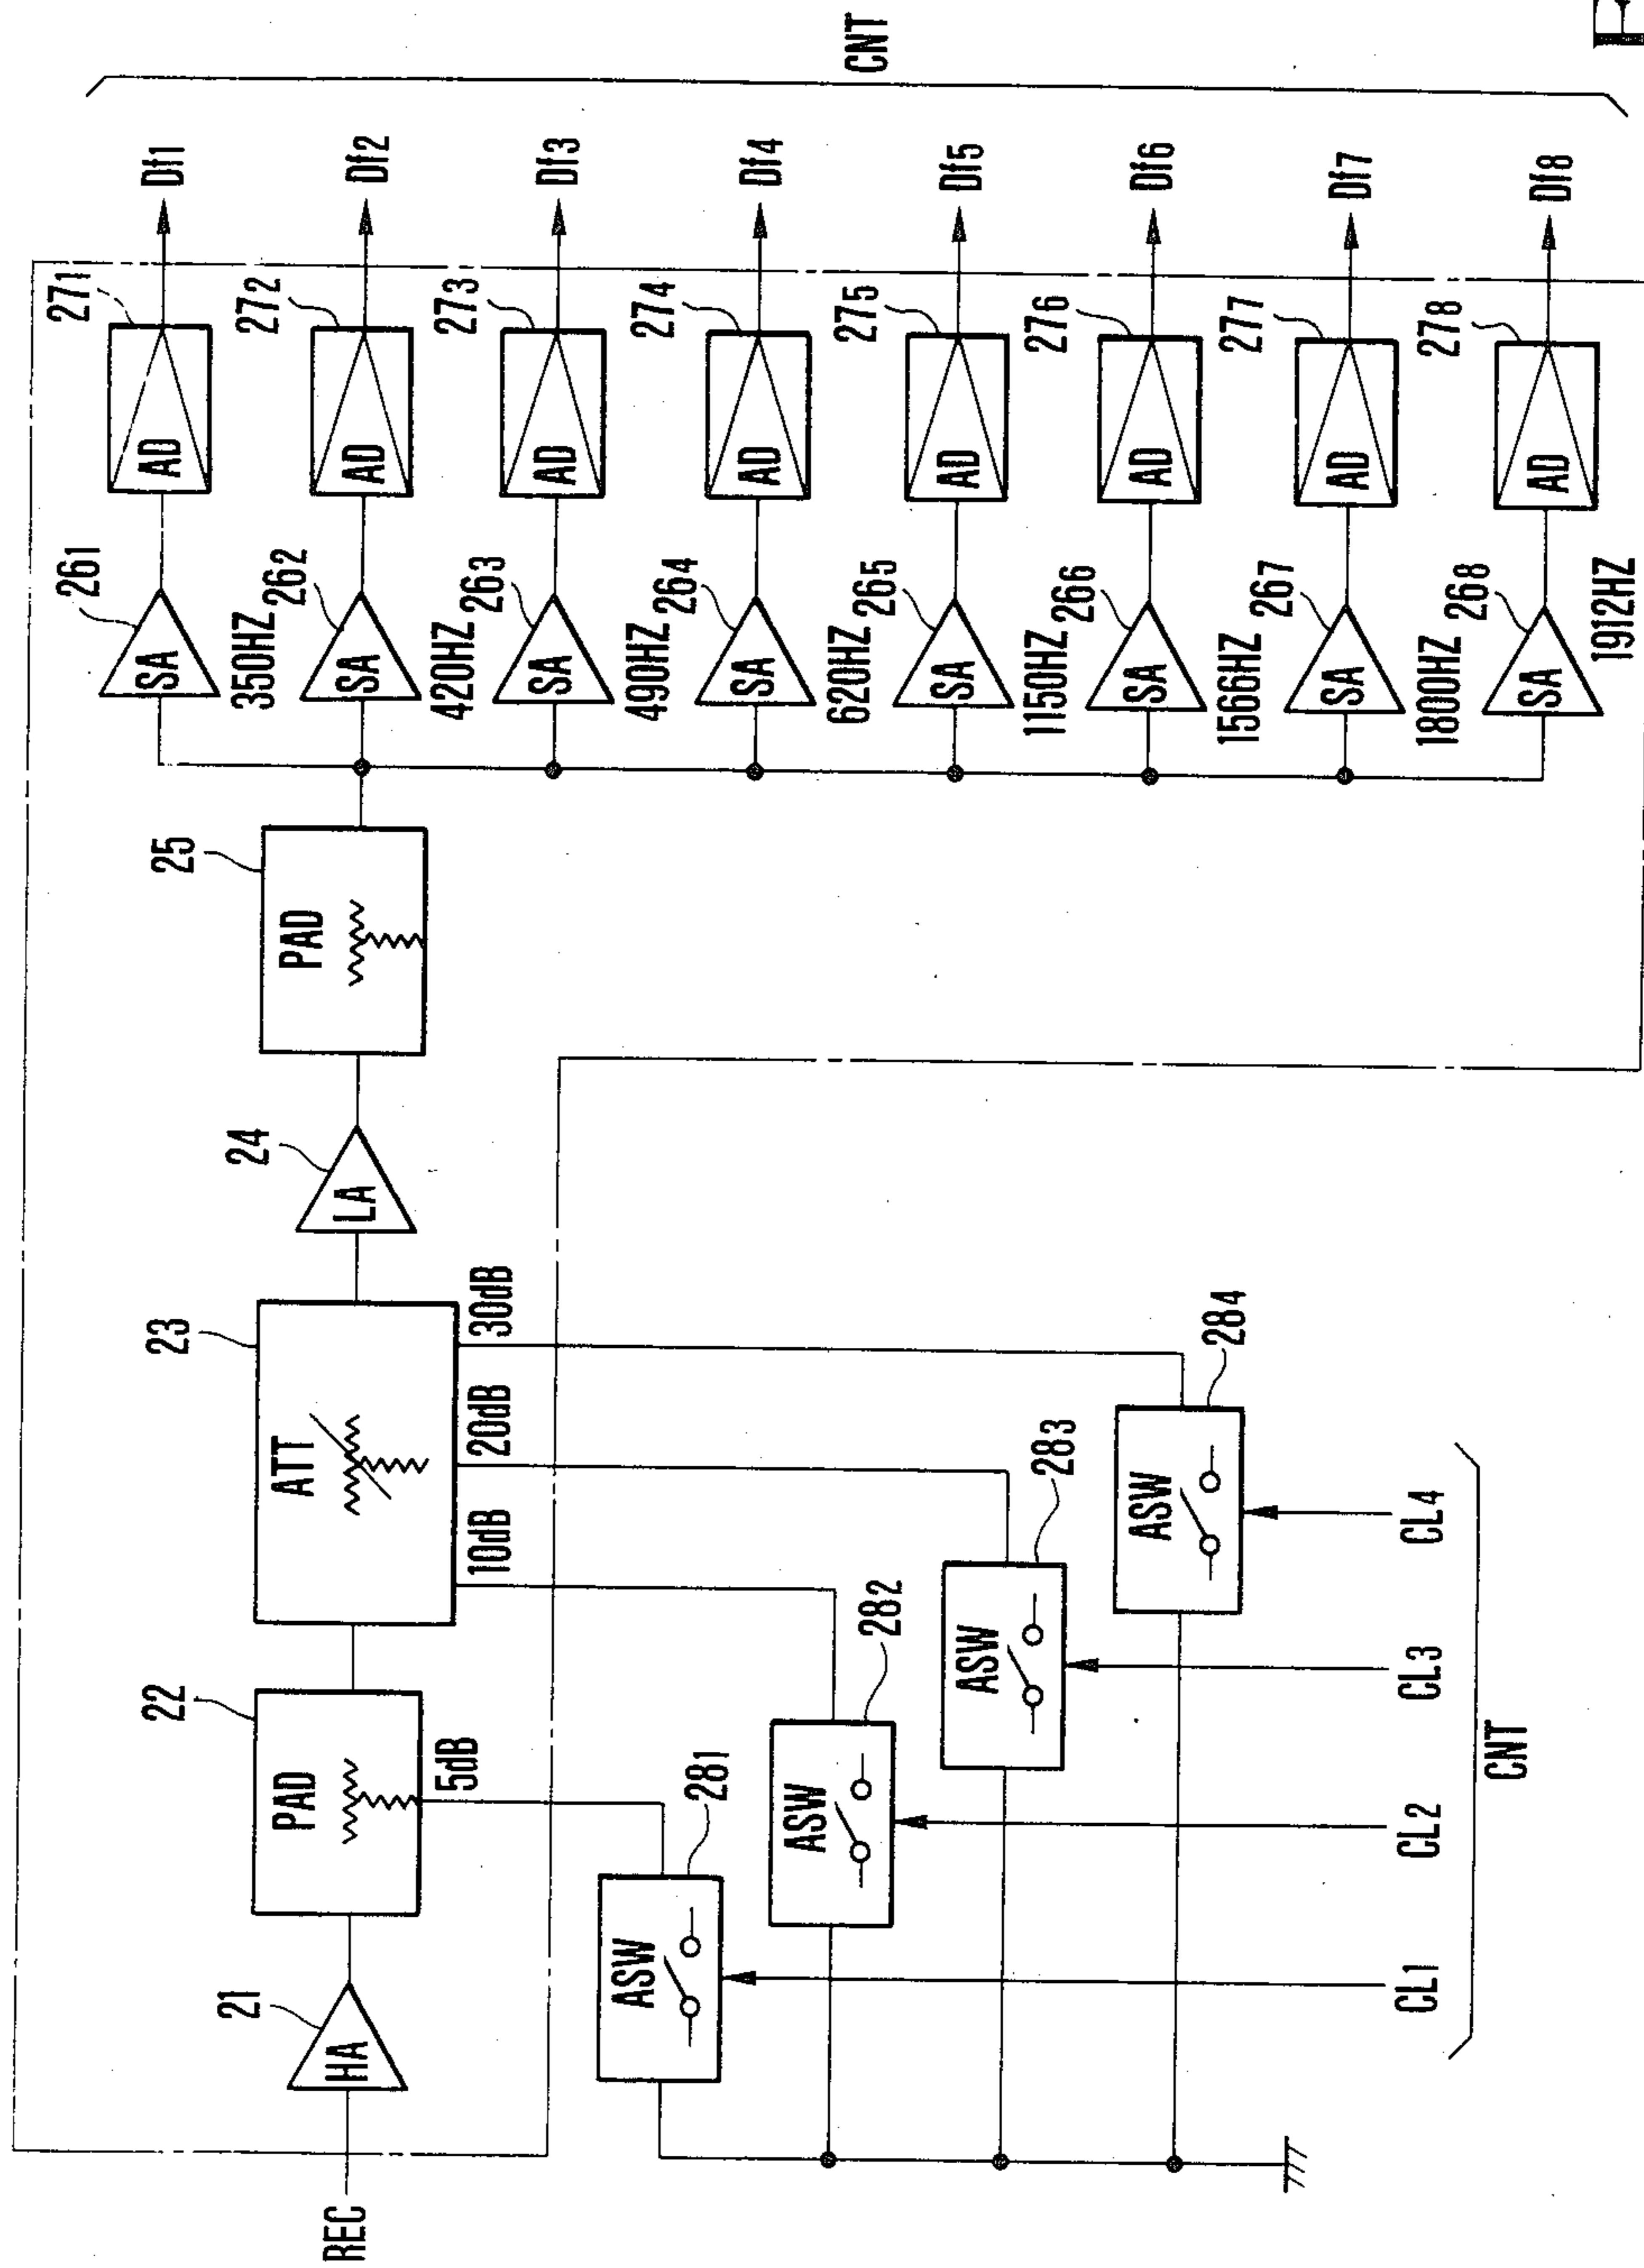 REC
HA
21
PAD
22
5dB
ATT
23
10dB
20dB
30dB
LA
24
PAD
25
SA
261
350HZ
AD
271
Df1
SA
262
420HZ
AD
272
Df2
SA
263
490HZ
AD
273
Df3
SA
264
620HZ
AD
274
Df4
SA
265
1150HZ
AD
275
Df5
SA
266
1566HZ
AD
276
Df6
SA
267
1800HZ
AD
277
Df7
SA
268
1912HZ
AD
278
Df8
CNT
ASW
281
ASW
282
ASW
283
ASW
284
CL1
CL2
CL3
CL4
CNT